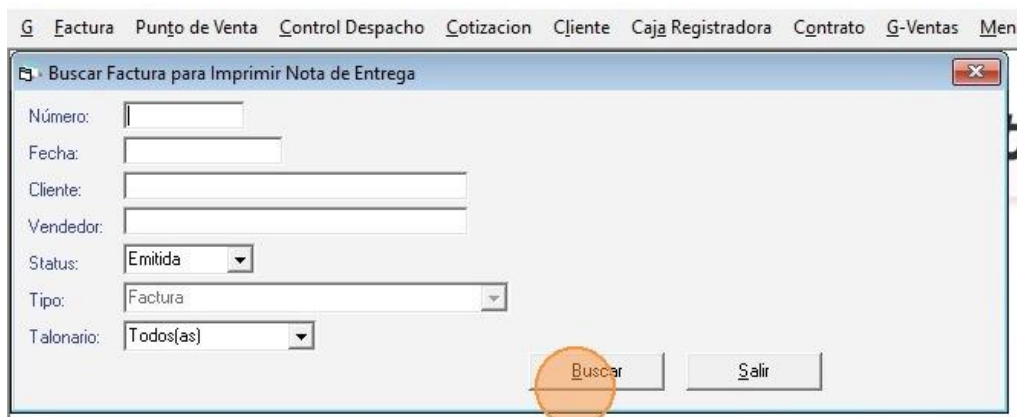 G Factura Punto de Venta Control Despacho Cotizacion Cliente Caja Registradora Contrato G-Ventas Men
Buscar Factura para Imprimir Nota de Entrega
Número:
Fecha:
Cliente:
Vendedor:
Status: Emitida
Tipo: Factura
Talonario: Todos(as)
Buscar Salir